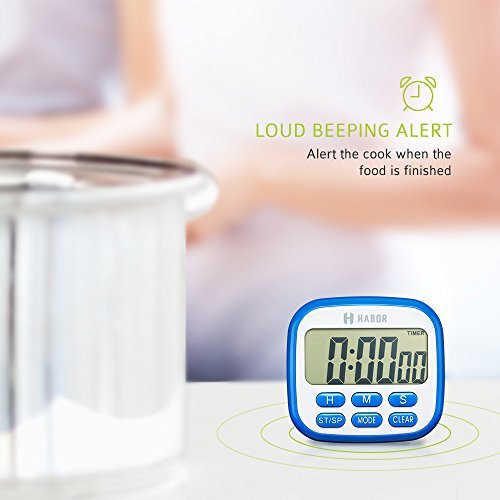 LOUD BEEPING ALERT
Alert the cook when the
food is finished
HABOR
TIMER
0:00 00
H M S
ST/SP MODE CLEAR